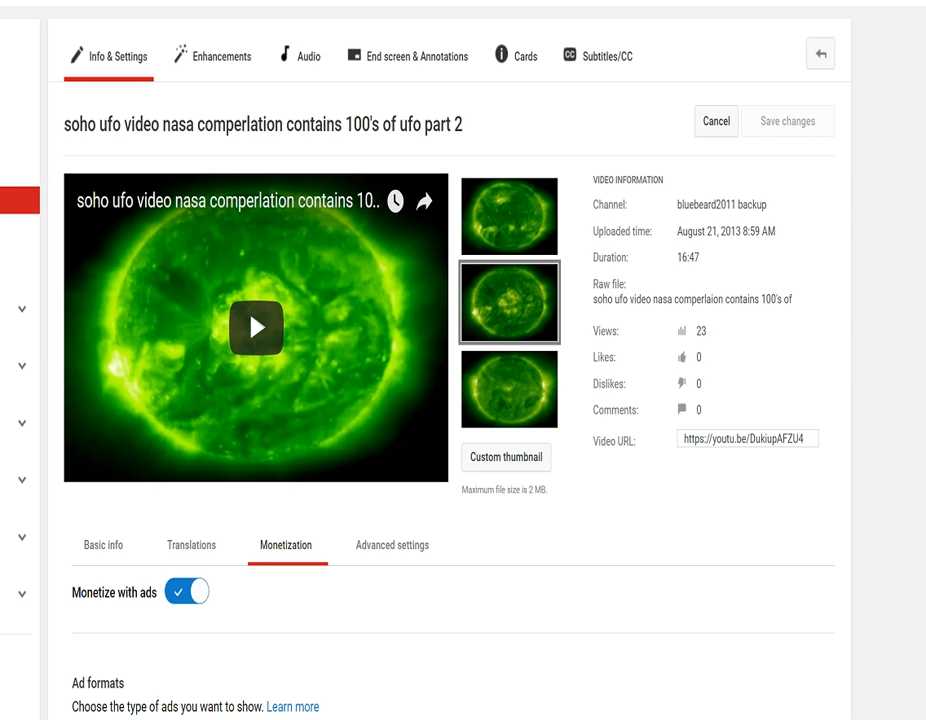 Info & Settings
Enhancements
Audio
End screen & Annotations
Cards
CC
Subtitles/CC
soho ufo video nasa comperlation contains 100's of ufo part 2
Cancel
Save changes
soho ufo video nasa comperlation contains 10..
VIDEO INFORMATION
Channel: bluebeard2011 backup
Uploaded time: August 21, 2013 8:59 AM
Duration: 16:47
Raw file:
soho ufo video nasa comperlaion contains 100's of
Views: 23
Likes: 0
Dislikes: 0
Comments: 0
Video URL: https://youtu.be/DukiupAFZU4
Custom thumbnail
Maximum file size is 2 MB.
Basic info
Translations
Monetization
Advanced settings
Monetize with ads
Ad formats
Choose the type of ads you want to show. Learn more